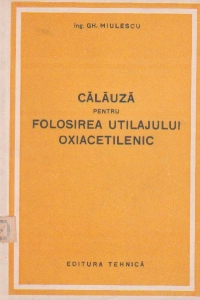 Ing. GH. MIULESCU
CĂLĂUZĂ
PENTRU
FOLOSIREA UTILAJULUI
OXIACETILENIC
EDITURA TEHNICĂ